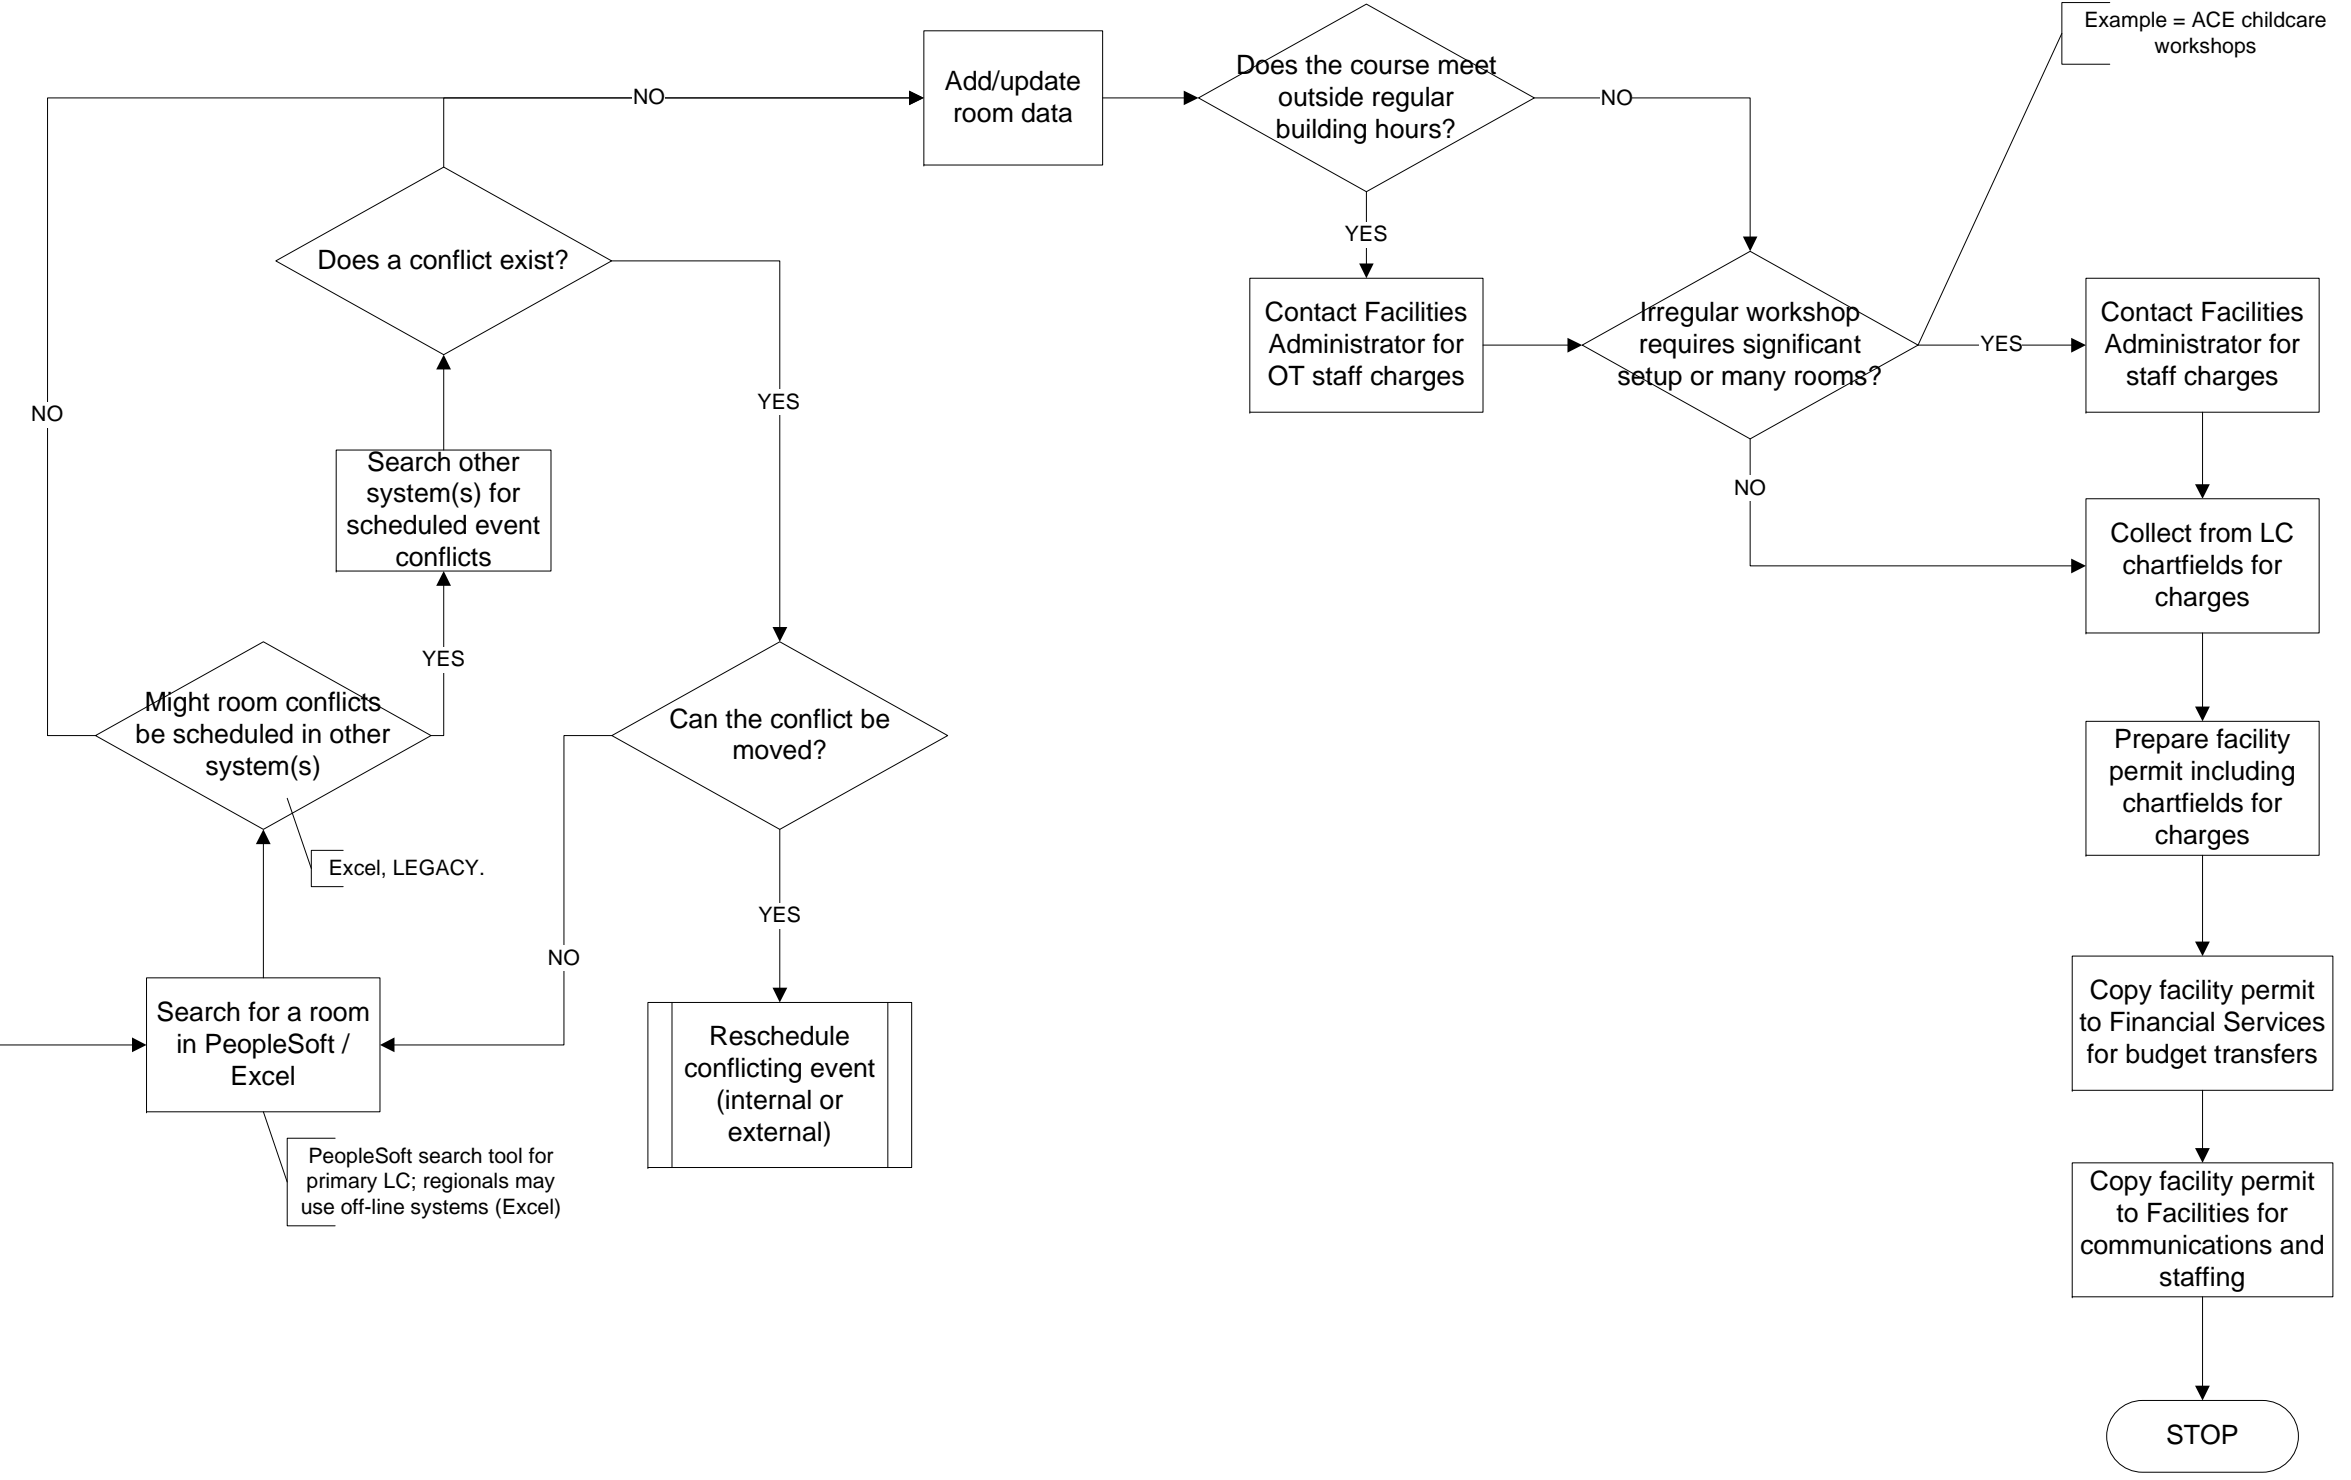 Example = ACE childcare
workshops
Add/update
room data
Does the course meet
outside regular
building hours?
NO
NO
YES
Does a conflict exist?
YES
NO
Contact Facilities
Administrator for
OT staff charges
Irregular workshop
requires significant
setup or many rooms?
YES
Contact Facilities
Administrator for
staff charges
NO
Search other
system(s) for
scheduled event
conflicts
YES
Collect from LC
chartfields for
charges
Might room conflicts
be scheduled in other
system(s)
Can the conflict be
moved?
Prepare facility
permit including
chartfields for
charges
Excel, LEGACY.
YES
NO
Search for a room
in PeopleSoft /
Excel
Reschedule
conflicting event
(internal or
external)
Copy facility permit
to Financial Services
for budget transfers
PeopleSoft search tool for
primary LC; regionals may
use off-line systems (Excel)
Copy facility permit
to Facilities for
communications and
staffing
STOP